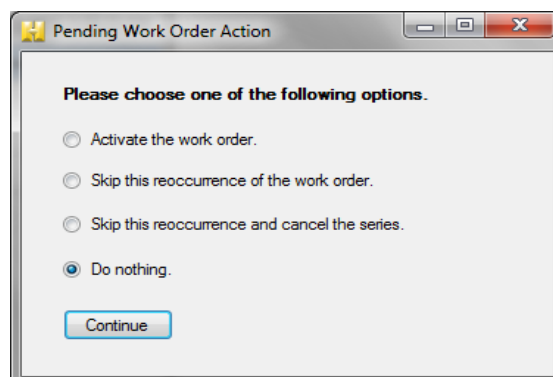 Pending Work Order Action
Please choose one of the following options.
Activate the work order.
Skip this reoccurrence of the work order.
Skip this reoccurrence and cancel the series.
Do nothing.
Continue